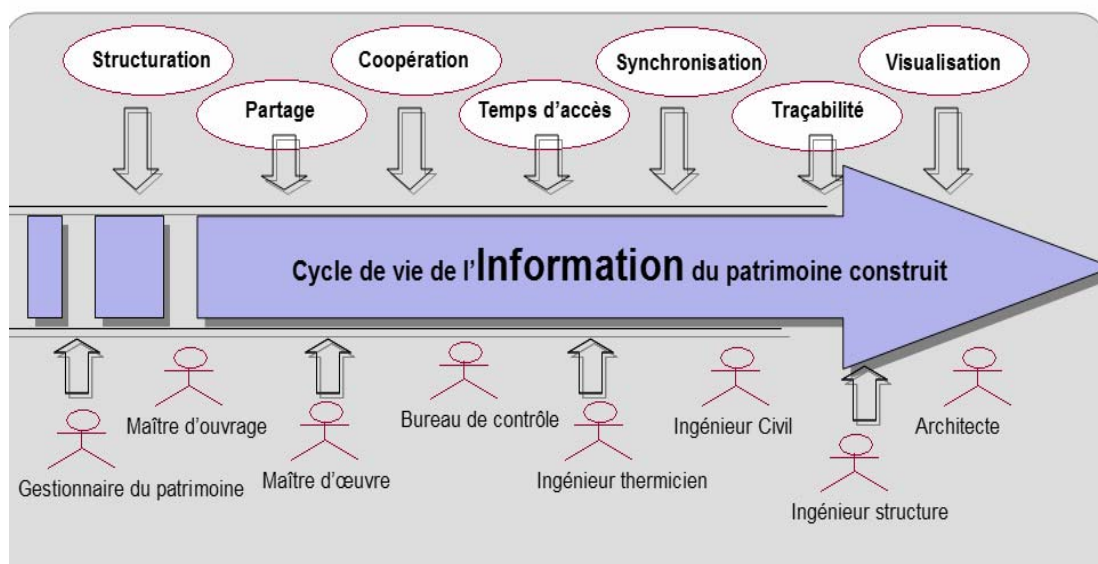 Structuration
Coopération
Synchronisation
Visualisation
Partage
Temps d'accès
Traçabilité
Cycle de vie de l'Information du patrimoine construit
Maître d'ouvrage
Bureau de contrôle
Ingénieur Civil
Architecte
Gestionnaire du patrimoine
Maître d'œuvre
Ingénieur thermicien
Ingénieur structure